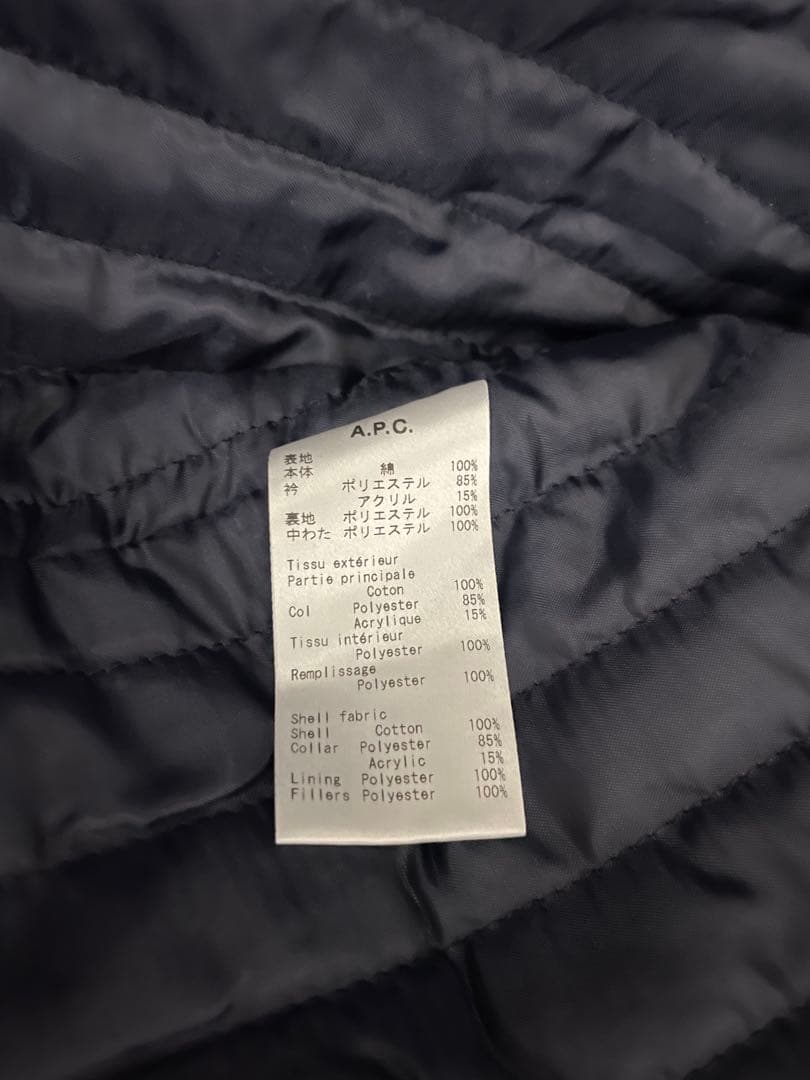 A.P.C.
表地
本体 綿 100%
衿 ポリエステル 85%
アクリル 15%
裏地 ポリエステル 100%
中わた ポリエステル 100%
Tissu extérieur
Partie principale
Coton 100%
Col Polyester 85%
Acrylique 15%
Tissu intérieur
Polyester 100%
Remplissage
Polyester 100%
Shell fabric
Shell Cotton 100%
Collar Polyester 85%
Acrylic 15%
Lining Polyester 100%
Fillers Polyester 100%